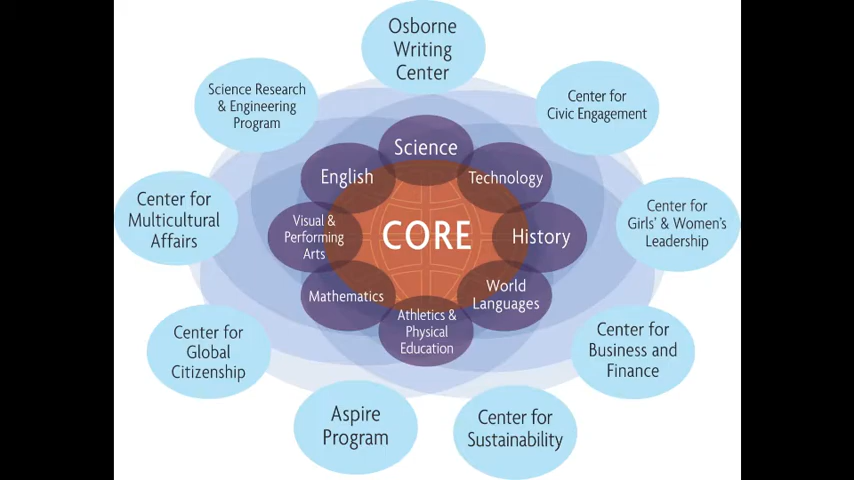 Osborne
Writing
Center
Science Research
& Engineering
Program
Center for
Civic Engagement
Science
English
Technology
Center for
Multicultural
Affairs
Visual &
Performing
Arts
CORE
History
Center for
Girls' & Women's
Leadership
Mathematics
World
Languages
Athletics &
Physical
Education
Center for
Global
Citizenship
Center for
Business and
Finance
Aspire
Program
Center for
Sustainability